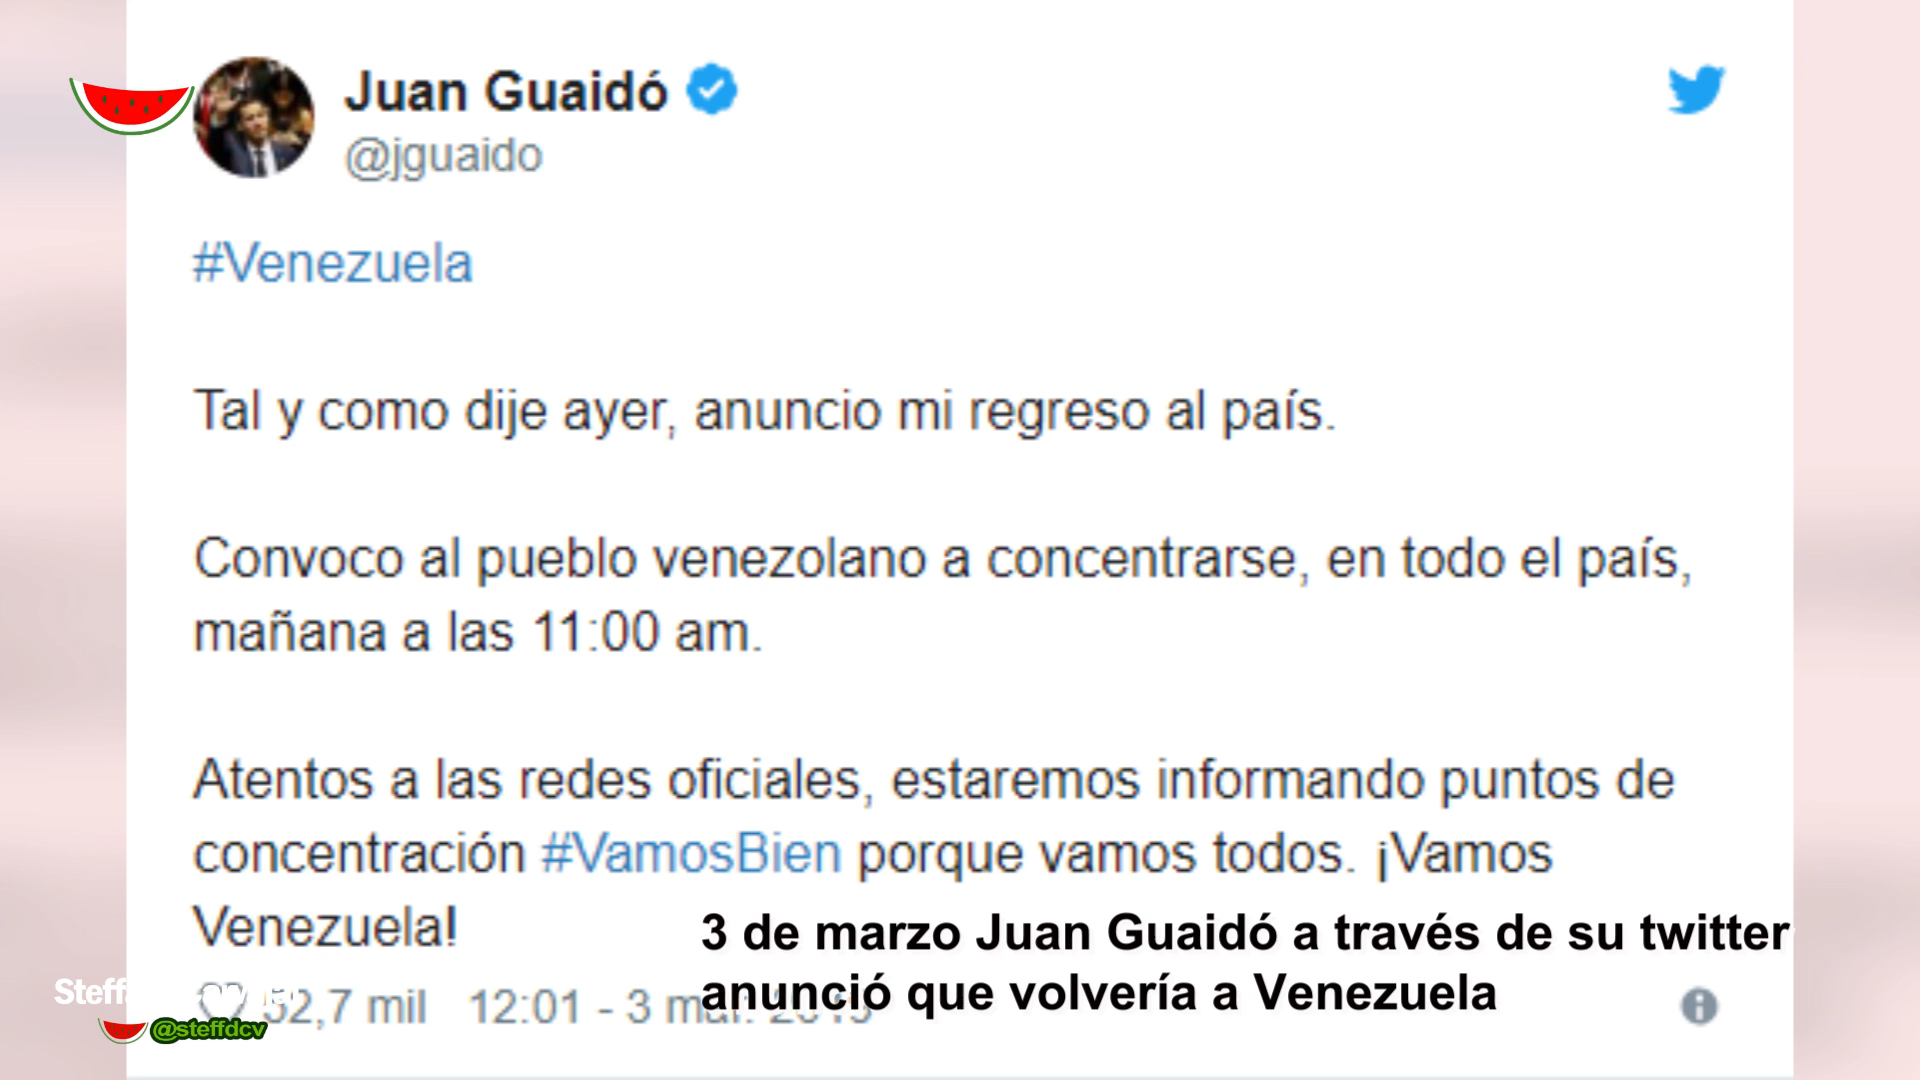 Juan Guaidó
@jguaido
#Venezuela
Tal y como dije ayer, anuncio mi regreso al país.
Convoco al pueblo venezolano a concentrarse, en todo el país,
mañana a las 11:00 am.
Atentos a las redes oficiales, estaremos informando puntos de
concentración #VamosBien porque vamos todos. ¡Vamos
Venezuela!
3 de marzo Juan Guaidó a través de su twitter
anunció que volvería a Venezuela
32,7 mil 12:01 - 3 mar. 2019
@steffdcv